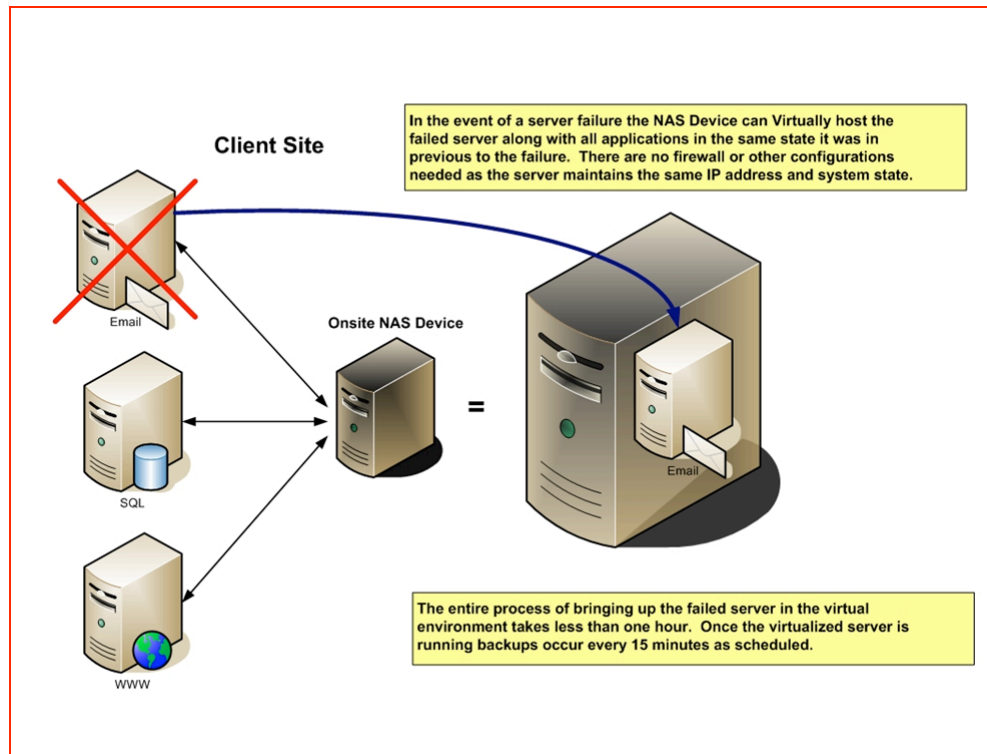 In the event of a server failure the NAS Device can Virtually host the
failed server along with all applications in the same state it was in
previous to the failure.  There are no firewall or other configurations
needed as the server maintains the same IP address and system state.
Client Site
Email
Onsite NAS Device
=
SQL
Email
WWW
The entire process of bringing up the failed server in the virtual
environment takes less than one hour.  Once the virtualized server is
running backups occur every 15 minutes as scheduled.